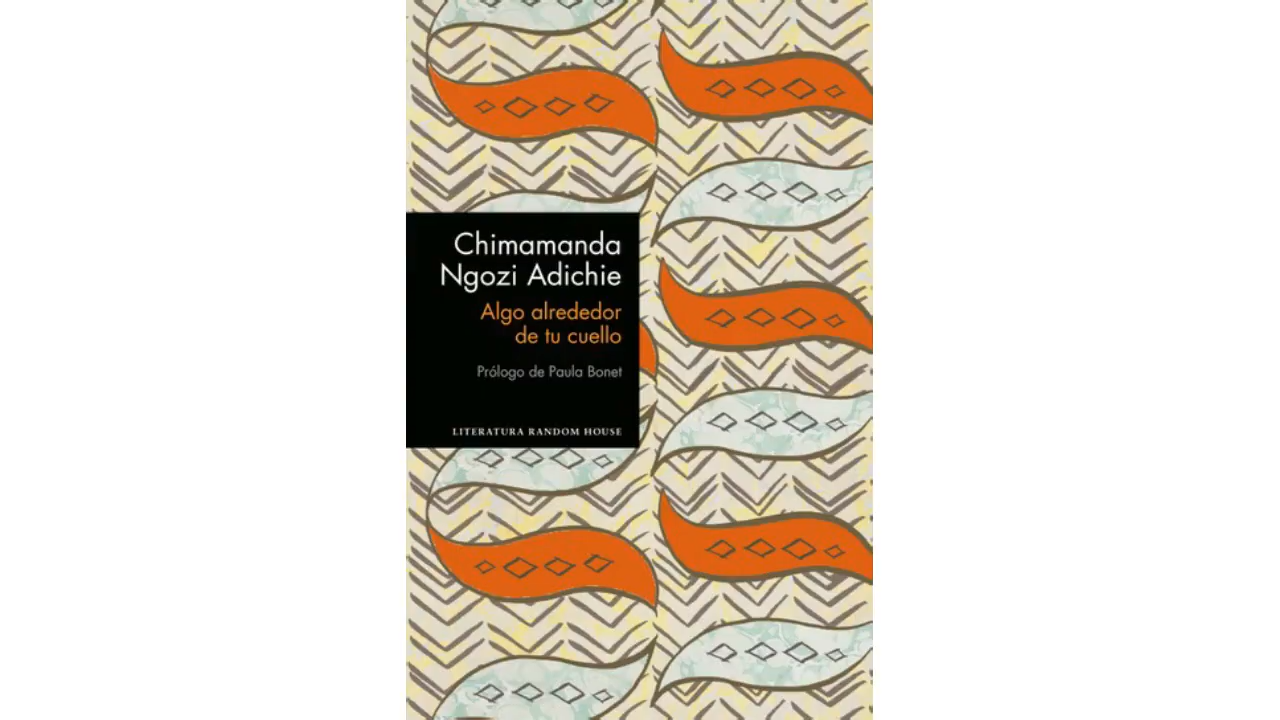 Chimamanda
Ngozi Adichie
Algo alrededor
de tu cuello
Prólogo de Paula Bonet
LITERATURA RANDOM HOUSE